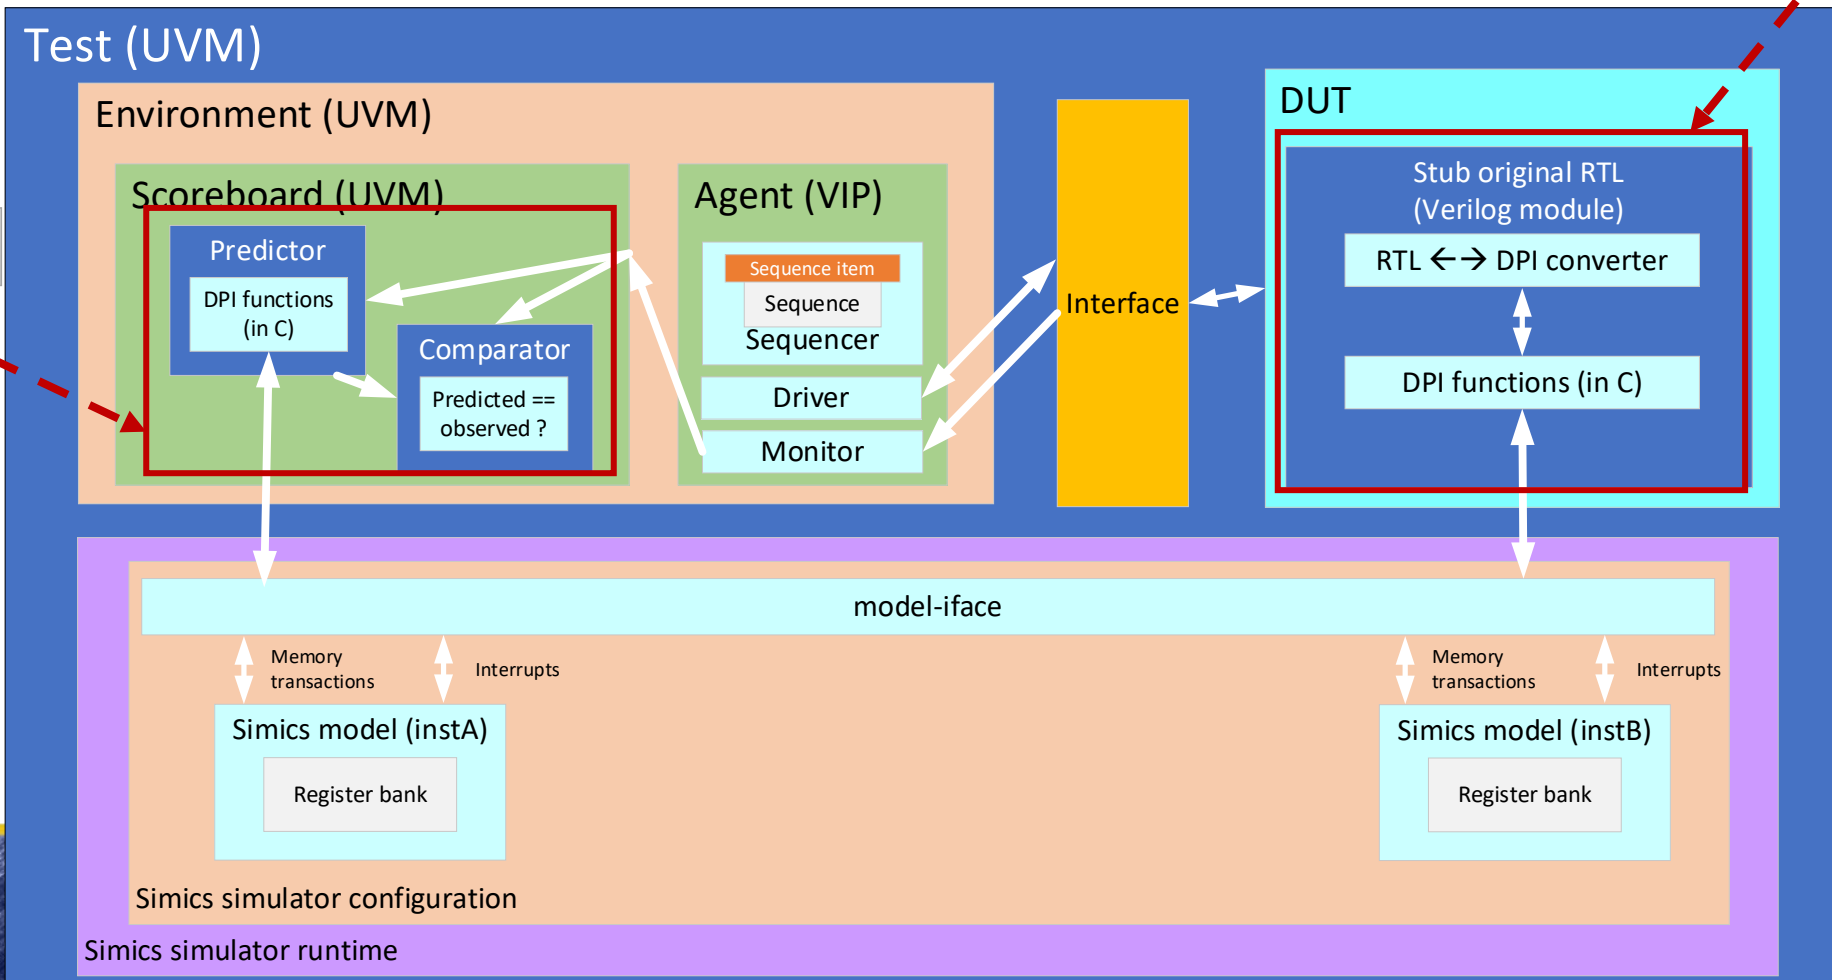 Test (UVM)
Environment (UVM)
Scoreboard (UVM)
Predictor
DPI functions
(in C)
Comparator
Predicted ==
observed ?
Agent (VIP)
Sequence item
Sequence
Sequencer
Driver
Monitor
Interface
DUT
Stub original RTL
(Verilog module)
RTL ←→ DPI converter
DPI functions (in C)
model-iface
Memory
transactions
Interrupts
Memory
transactions
Interrupts
Simics model (instA)
Register bank
Simics model (instB)
Register bank
Simics simulator configuration
Simics simulator runtime